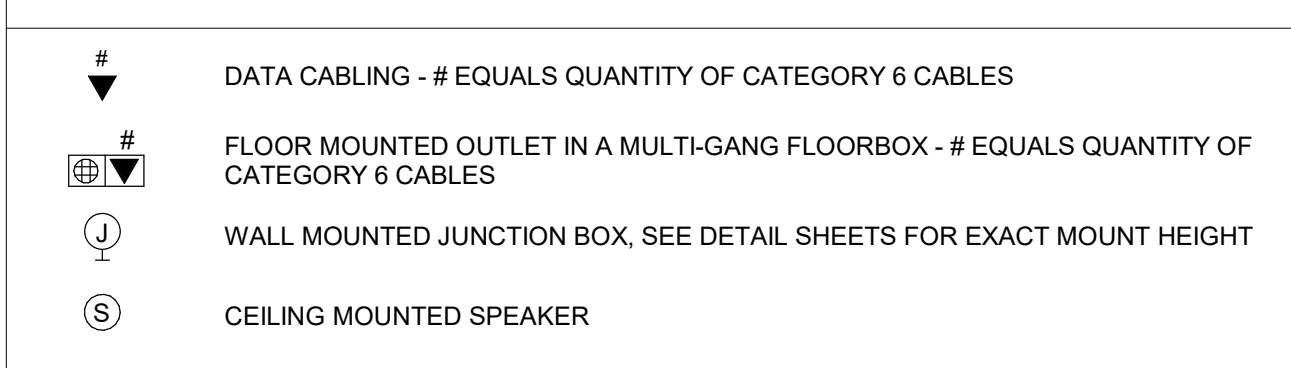 #
DATA CABLING - # EQUALS QUANTITY OF CATEGORY 6 CABLES
#
FLOOR MOUNTED OUTLET IN A MULTI-GANG FLOORBOX - # EQUALS QUANTITY OF
CATEGORY 6 CABLES
J
WALL MOUNTED JUNCTION BOX, SEE DETAIL SHEETS FOR EXACT MOUNT HEIGHT
S
CEILING MOUNTED SPEAKER